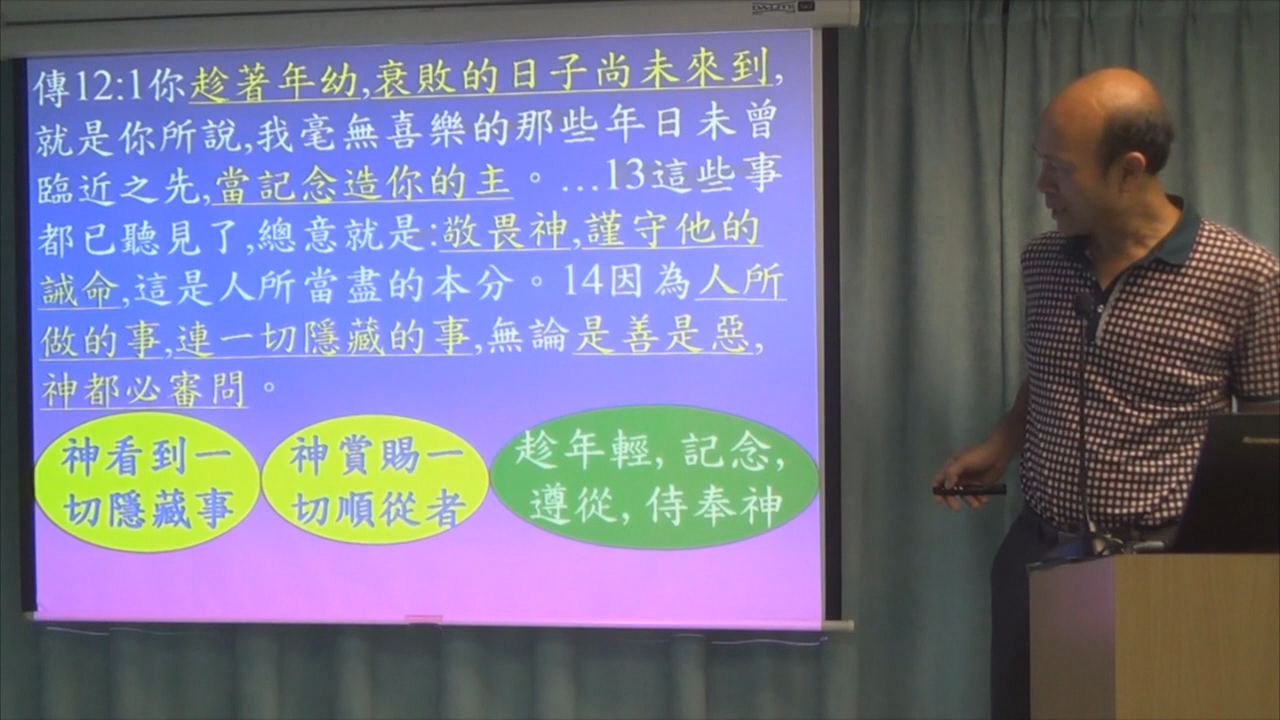 傳12:1你趁著年幼,衰敗的日子尚未來到,
就是你所說,我毫無喜樂的那些年日未曾
臨近之先,當記念造你的主。…13這些事
都已聽見了,總意就是:敬畏神,謹守他的
誡命,這是人所當盡的本分。14因為人所
做的事,連一切隱藏的事,無論是善是惡,
神都必審問。
神看到一
切隱藏事
神賞賜一
切順從者
趁年輕, 記念,
遵從, 侍奉神